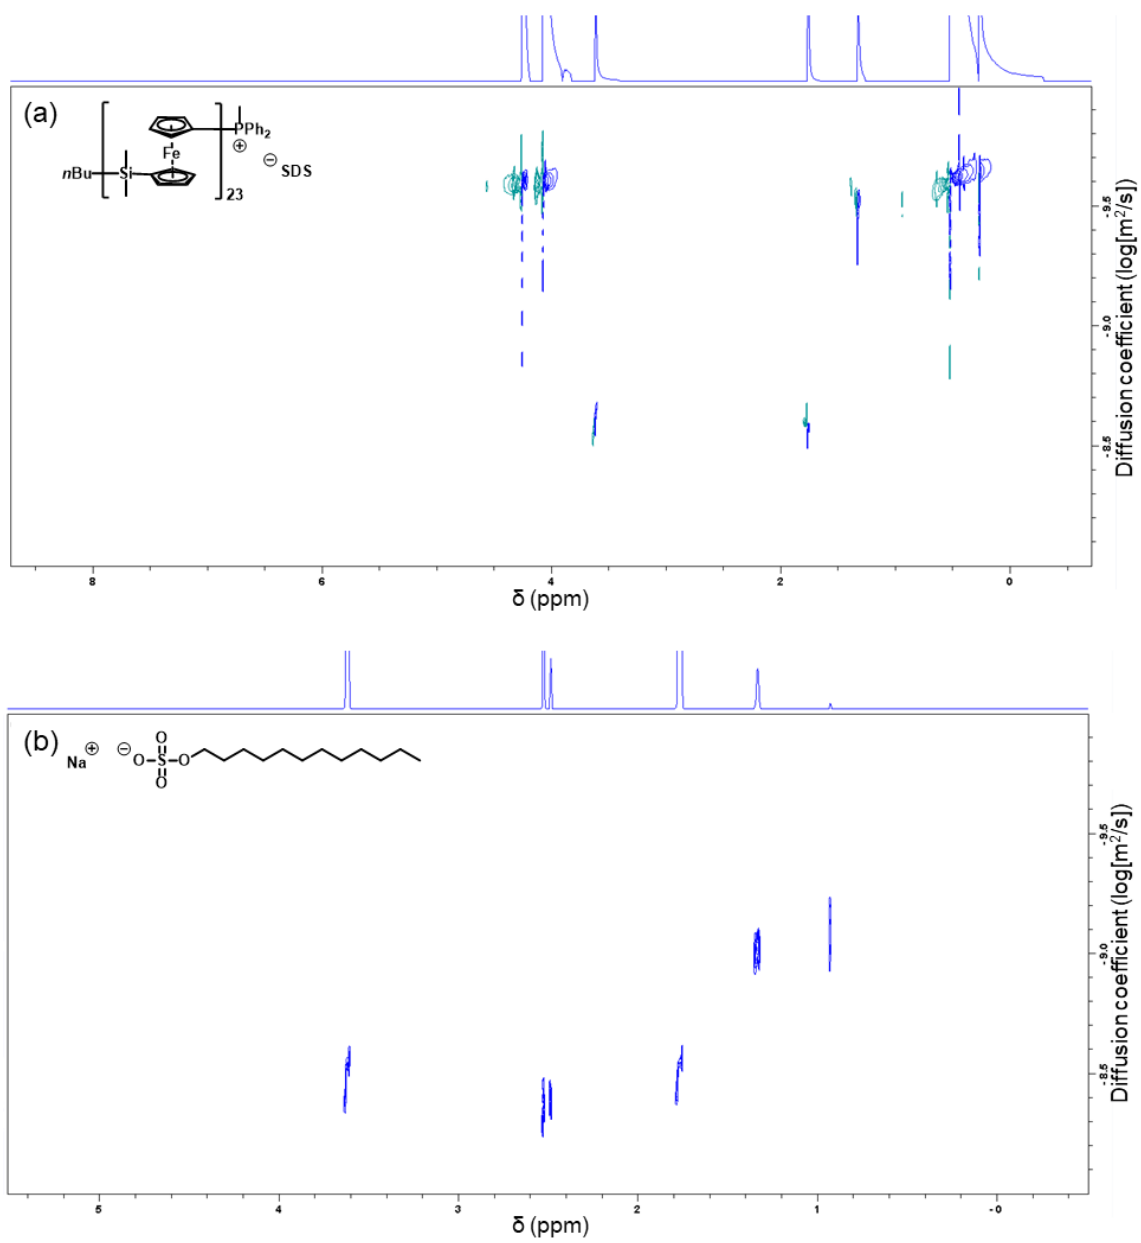 (a)
PPh2
⊕
Fe
⊖
SDS
nBu
Si
23
-9.5
-9.0
-8.5
Diffusion coefficient (log[m²/s])
8 6 4 2 0
δ (ppm)
(b)
Na ⊕ ⊖ O-S-O
O
O
-9.5
-9.0
-8.5
Diffusion coefficient (log[m²/s])
5 4 3 2 1 -0
δ (ppm)